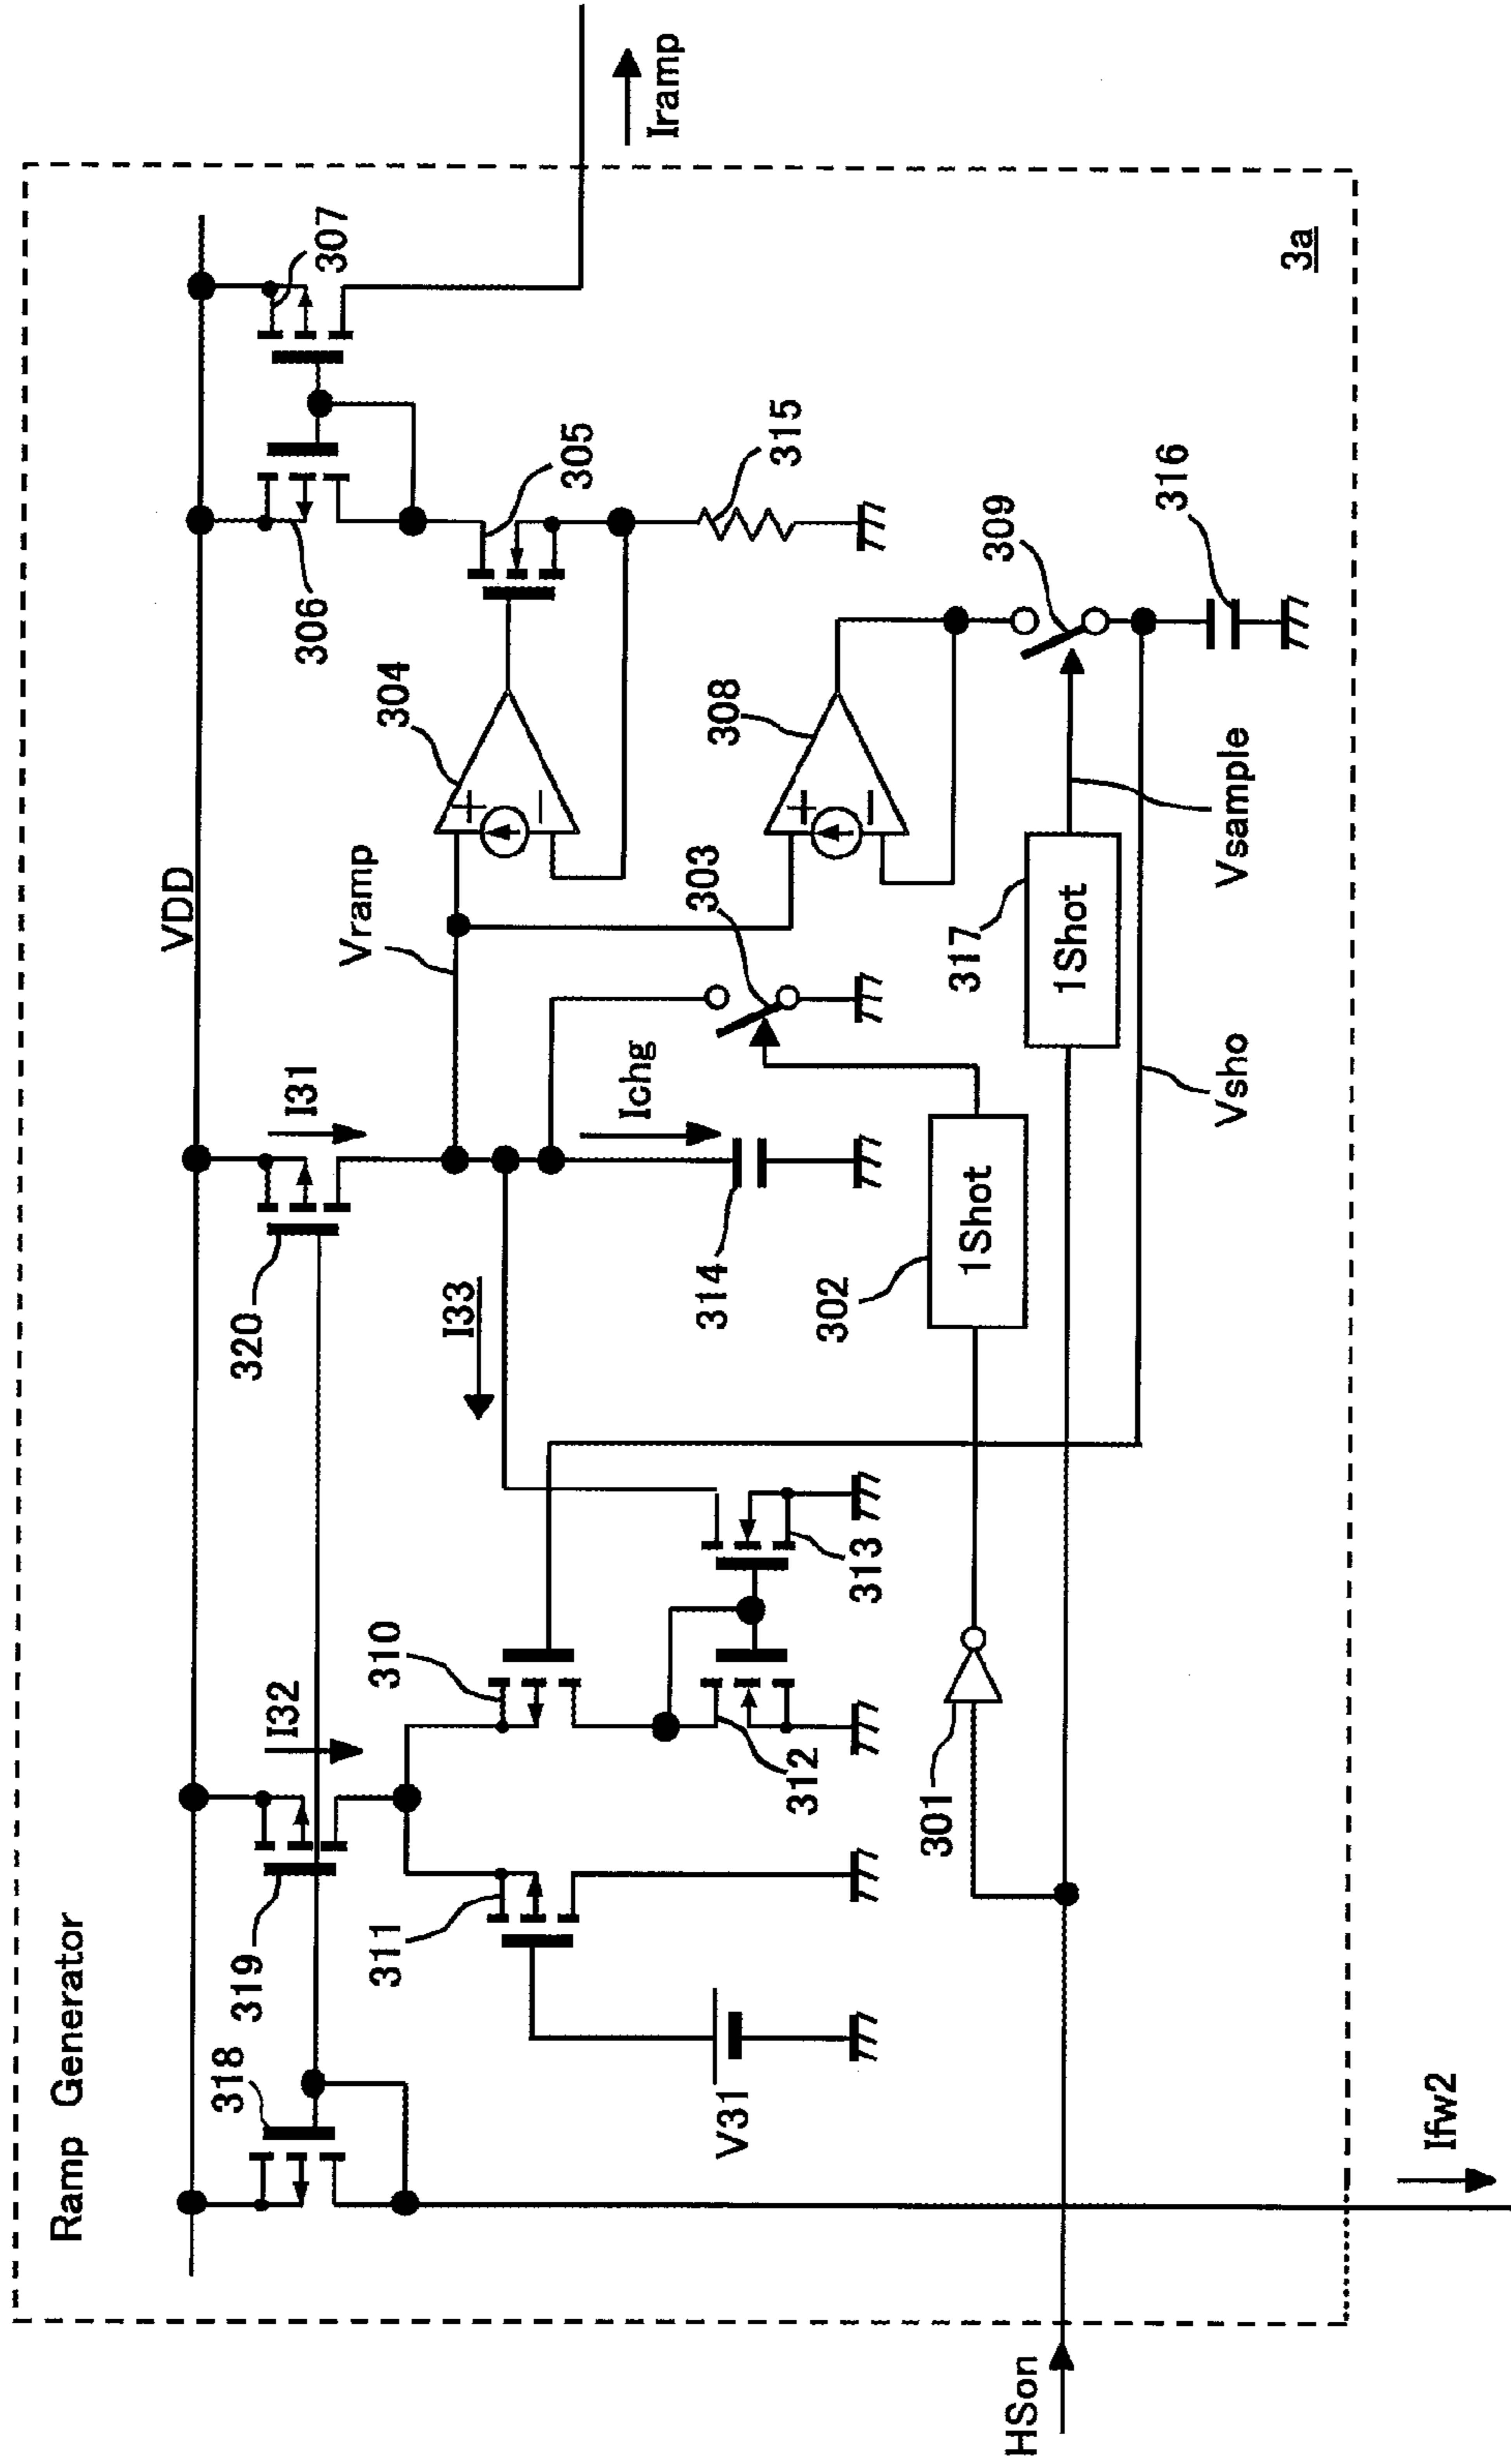 Ramp Generator
VDD
318
319
I32
320
I31
306
307
Iramp
311
310
I33
Vramp
304
305
V31
312
313
314
Ichg
303
308
315
309
316
301
302
1Shot
317
1Shot
Vsample
Vsho
HSon
Ifw2
3a